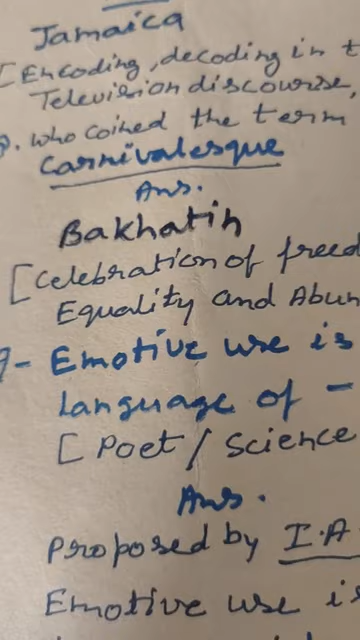 Jamaica
[Encoding, decoding in t
Television discourse,
Q. Who coined the term
Carnivalesque
Ans.
Bakhatin
[Celebration of freed
Equality and Abun
q- Emotive use is
language of -
[Poet/Science
Ans.
Proposed by I.A
Emotive use is